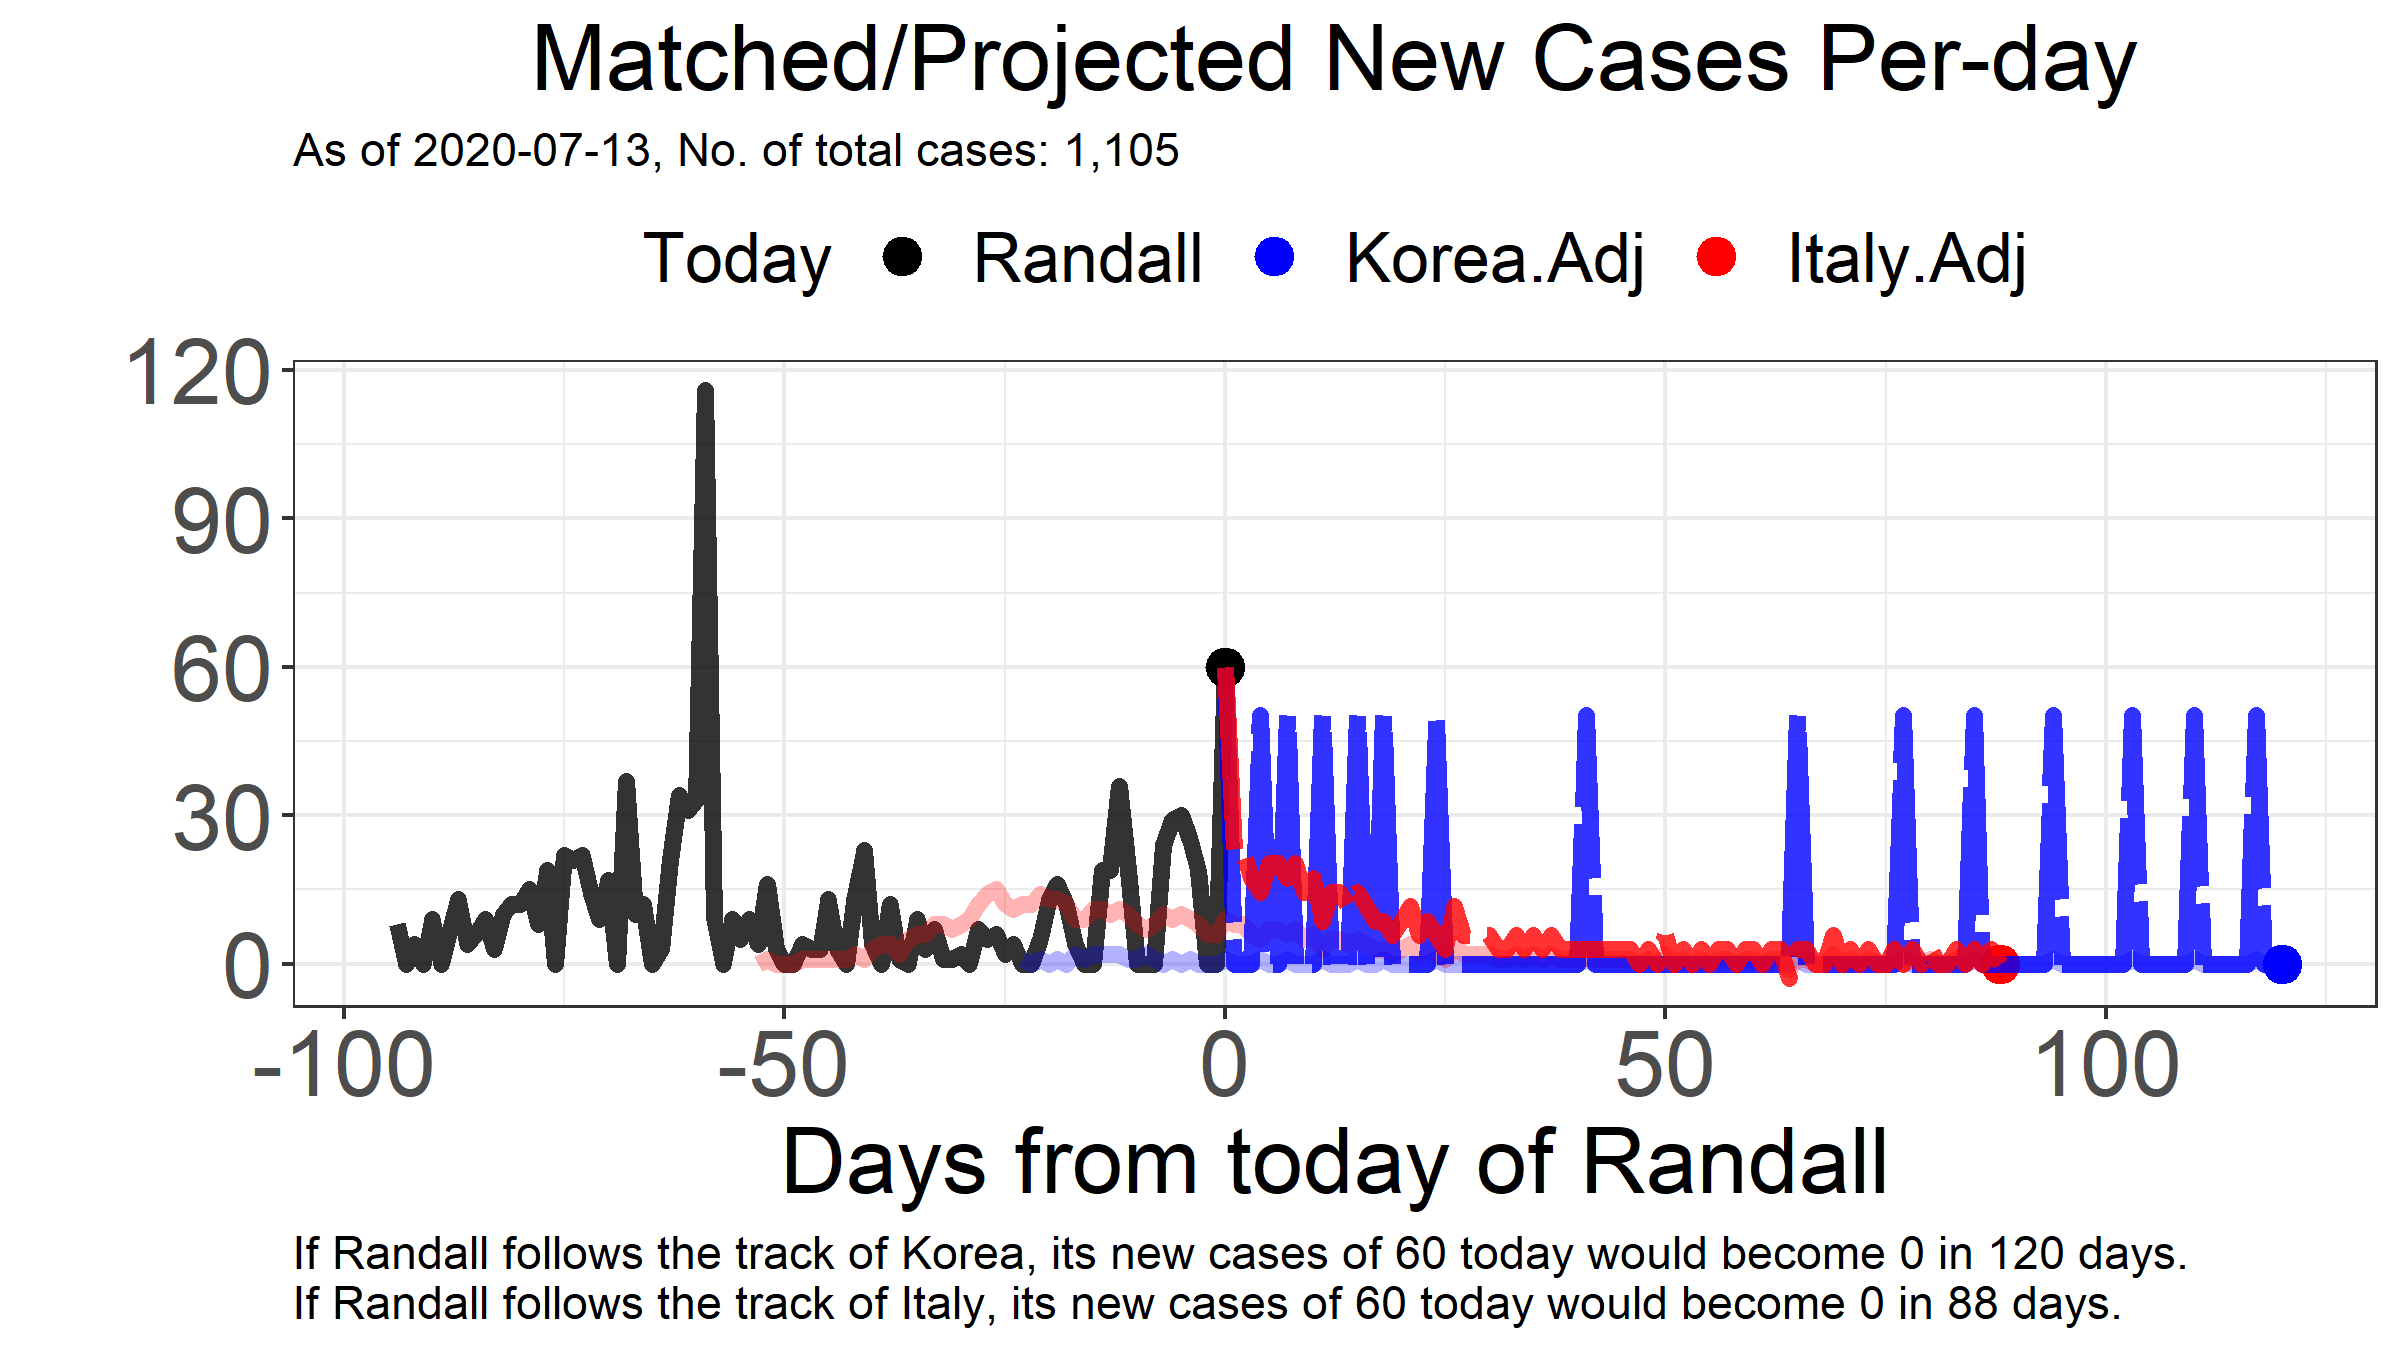 Matched/Projected New Cases Per-day
As of 2020-07-13, No. of total cases: 1,105
Today Randall Korea.Adj Italy.Adj
120
90
60
30
0
-100 -50 0 50 100
Days from today of Randall
If Randall follows the track of Korea, its new cases of 60 today would become 0 in 120 days.
If Randall follows the track of Italy, its new cases of 60 today would become 0 in 88 days.